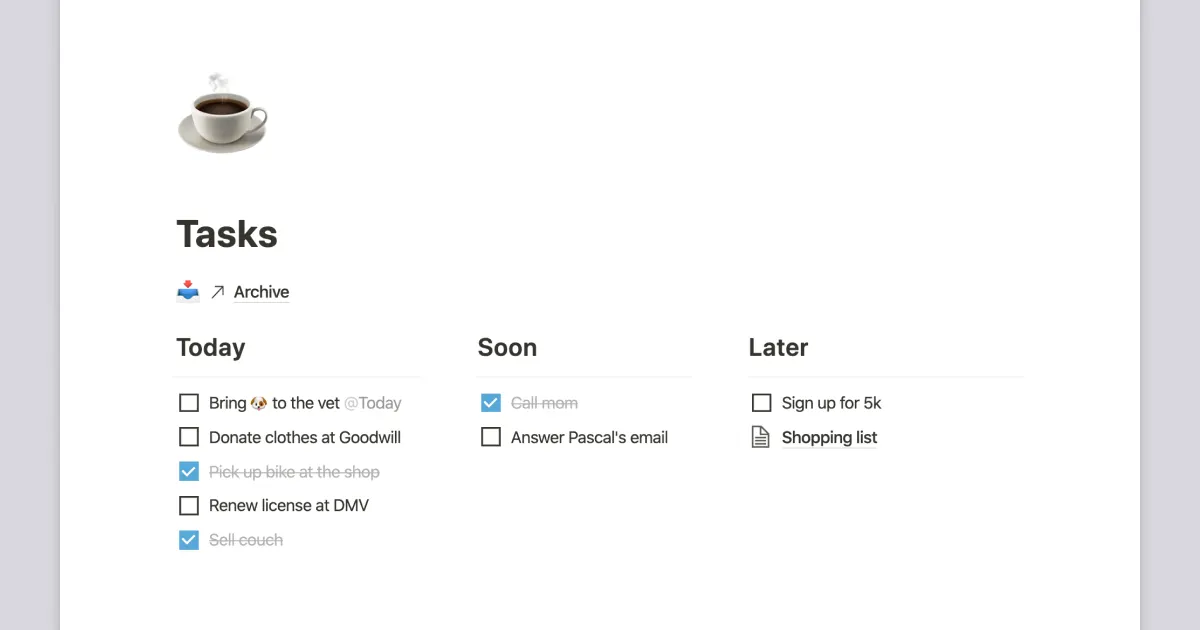 Tasks
Archive
Today
Bring 🐶 to the vet @Today
Donate clothes at Goodwill
Pick up bike at the shop
Renew license at DMV
Sell couch
Soon
Call mom
Answer Pascal's email
Later
Sign up for 5k
Shopping list